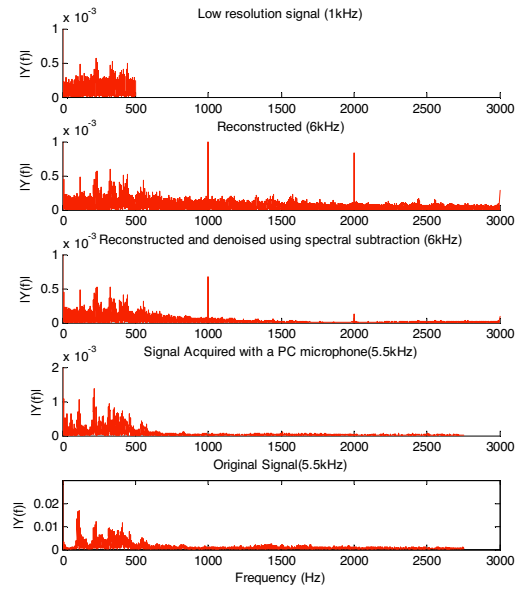 Low resolution signal (1kHz)
x 10⁻³
1
0.5
0
|Y(f)|
0 500 1000 1500 2000 2500 3000
Reconstructed (6kHz)
x 10⁻³
1
0.5
0
|Y(f)|
0 500 1000 1500 2000 2500 3000
Reconstructed and denoised using spectral subtraction (6kHz)
x 10⁻³
1
0.5
0
|Y(f)|
0 500 1000 1500 2000 2500 3000
Signal Acquired with a PC microphone(5.5kHz)
x 10⁻³
2
1
0
|Y(f)|
0 500 1000 1500 2000 2500 3000
Original Signal(5.5kHz)
0.02
0.01
0
|Y(f)|
0 500 1000 1500 2000 2500 3000
Frequency (Hz)